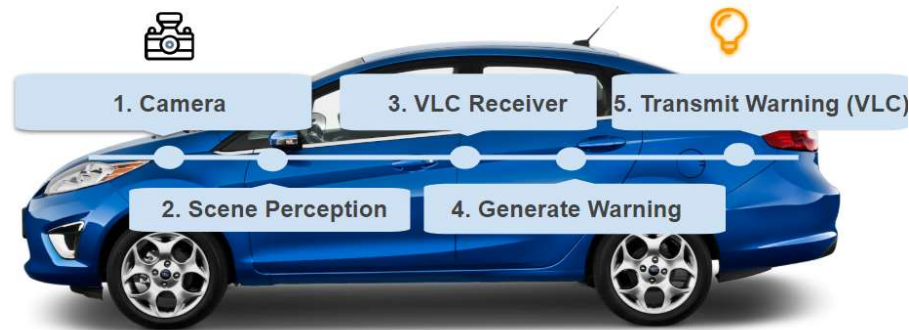 1. Camera
3. VLC Receiver
5. Transmit Warning (VLC)
2. Scene Perception
4. Generate Warning